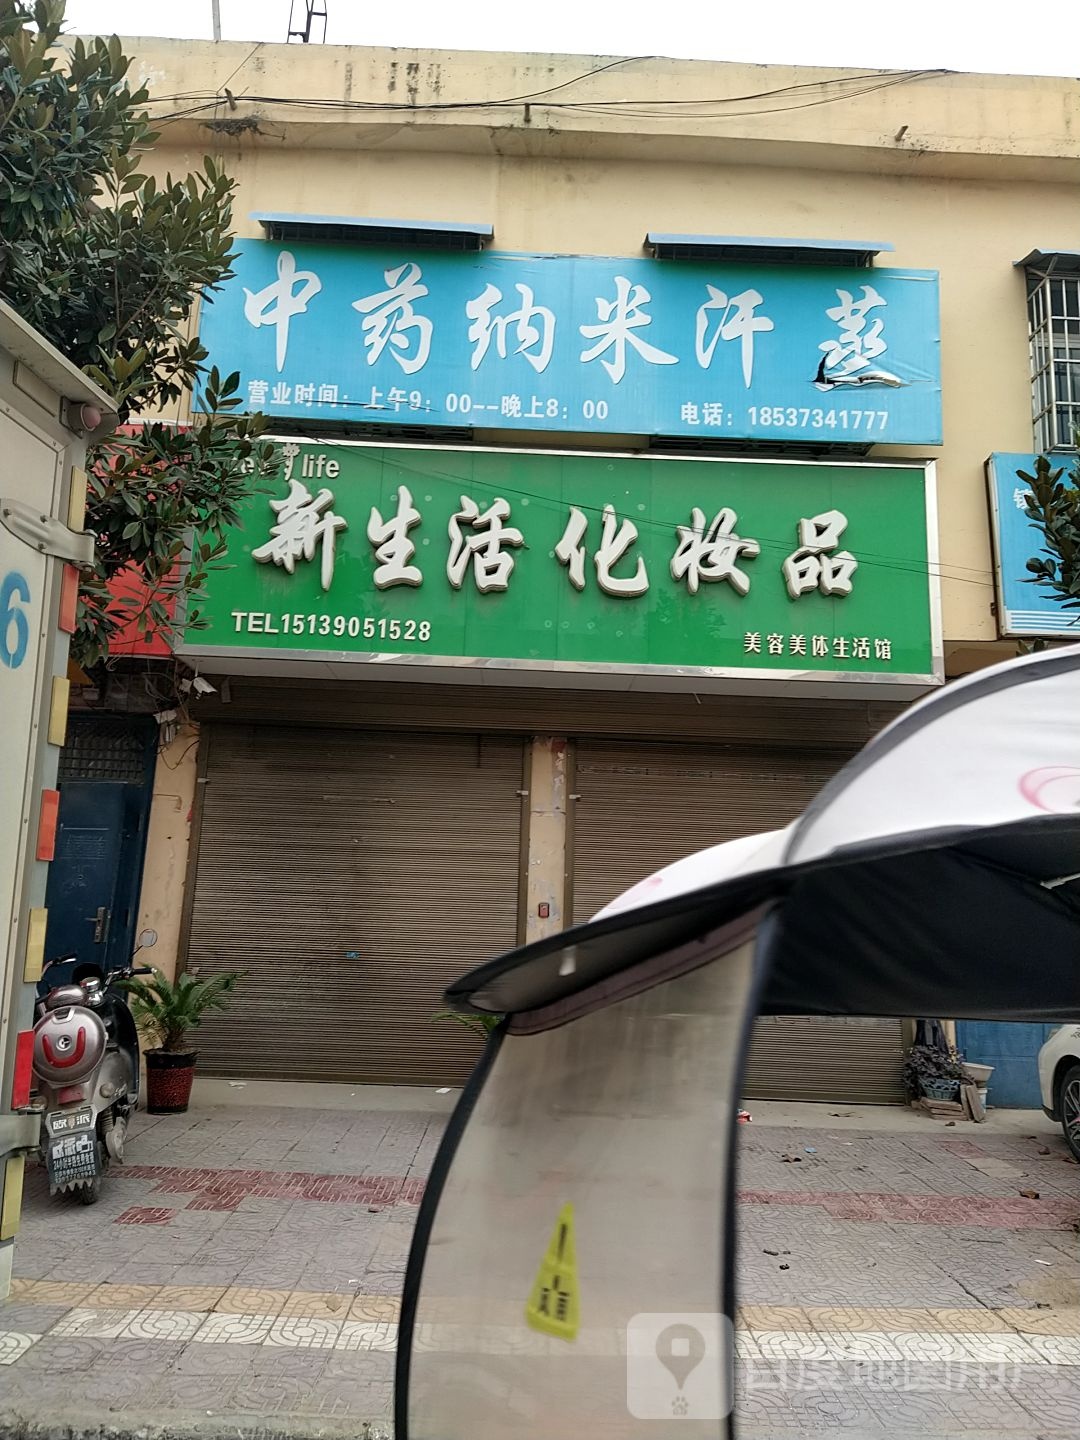 中药纳米汗蒸
营业时间：上午9：00--晚上8：00 电话：18537341777
life
新生活化妆品
TEL15139051528
美容美体生活馆
6